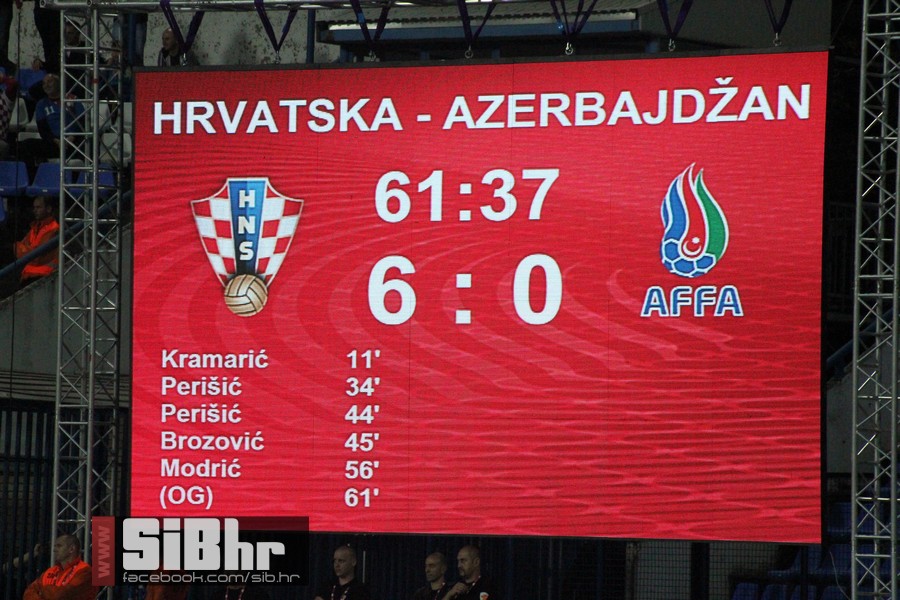 HRVATSKA - AZERBAJDŽAN
61:37
6 : 0
HNS
AFFA
Kramarić 11'
Perišić 34'
Perišić 44'
Brozović 45'
Modrić 56'
(OG) 61'
www SiBhr
facebook.com/sib.hr